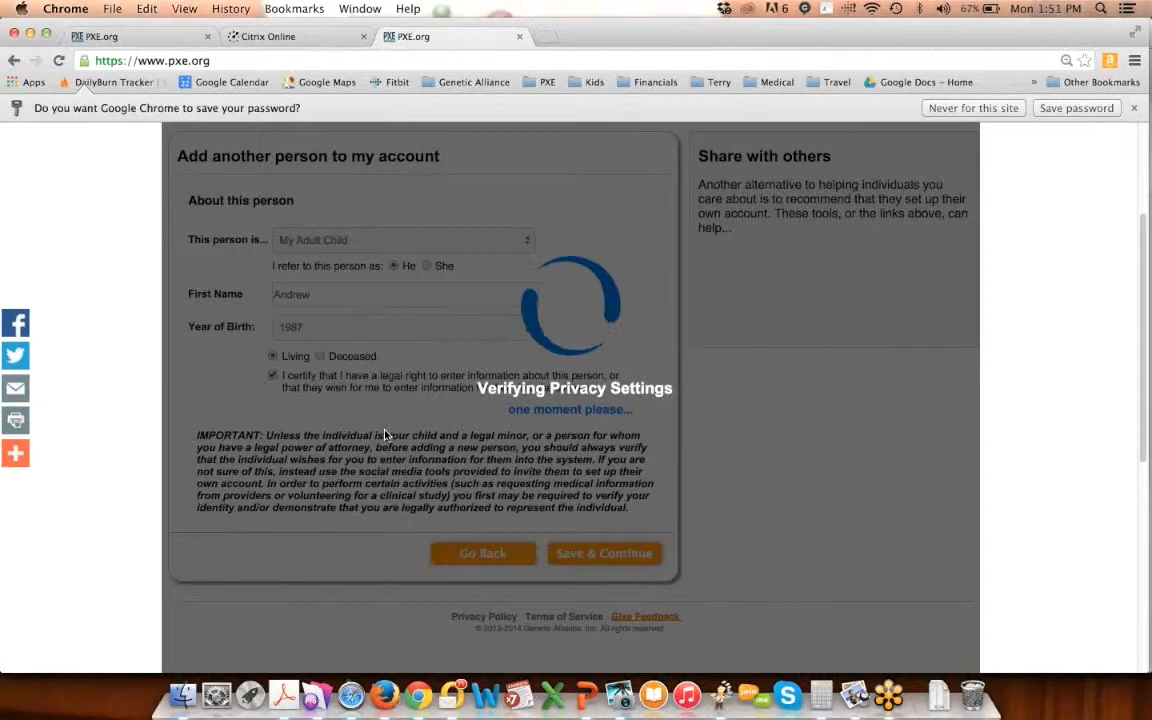 Chrome File Edit View History Bookmarks Window Help 6 67% Mon 1:51 PM
PXE PXE.org × Citrix Online × PXE PXE.org ×
https://www.pxe.org
Apps DailyBurn Tracker 22 Google Calendar Google Maps Fitbit Genetic Alliance PXE Kids Financials Terry Medical Travel Google Docs - Home » Other Bookmarks
Do you want Google Chrome to save your password? Never for this site Save password ×
Add another person to my account
About this person
This person is... My Adult Child
I refer to this person as: He She
First Name Andrew
Year of Birth: 1987
Living Deceased
I certify that I have a legal right to enter information about this person, or
that they wish for me to enter information
Verifying Privacy Settings
one moment please...
IMPORTANT: Unless the individual is your child and a legal minor, or a person for whom
you have a legal power of attorney, before adding a new person, you should always verify
that the individual wishes for you to enter information for them into the system. If you are
not sure of this, instead use the social media tools provided to invite them to set up their
own account. In order to perform certain activities (such as requesting medical information
from providers or volunteering for a clinical study) you first may be required to verify your
identity and/or demonstrate that you are legally authorized to represent the individual.
Go Back Save & Continue
Share with others
Another alternative to helping individuals you
care about is to recommend that they set up their
own account. These tools, or the links above, can
help...
Privacy Policy Terms of Service Give Feedback
© 2013-2014 Genetic Alliance, Inc. All rights reserved